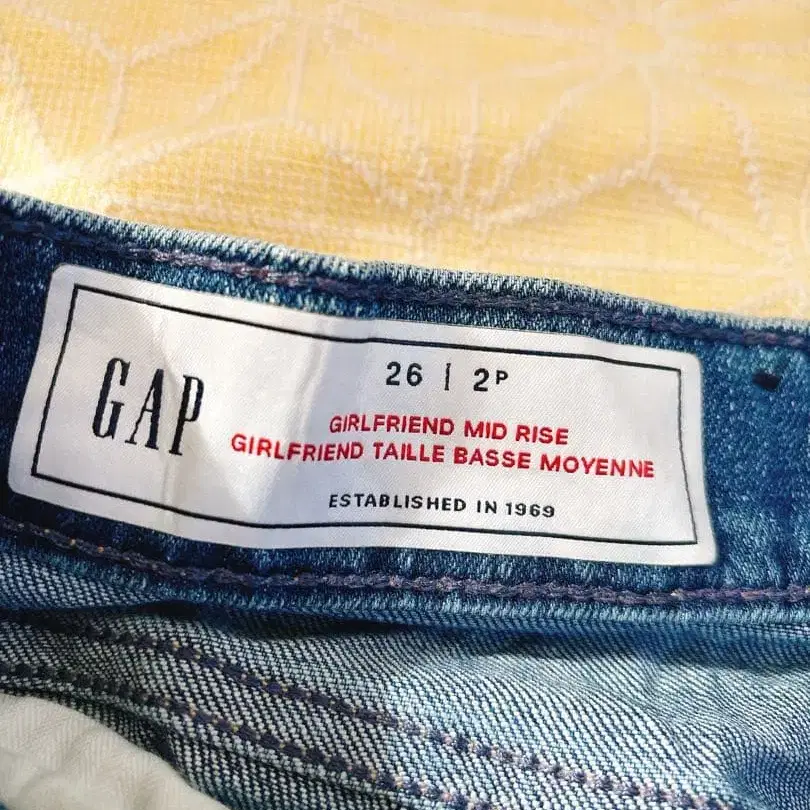 GAP
26 | 2P
GIRLFRIEND MID RISE
GIRLFRIEND TAILLE BASSE MOYENNE
ESTABLISHED IN 1969